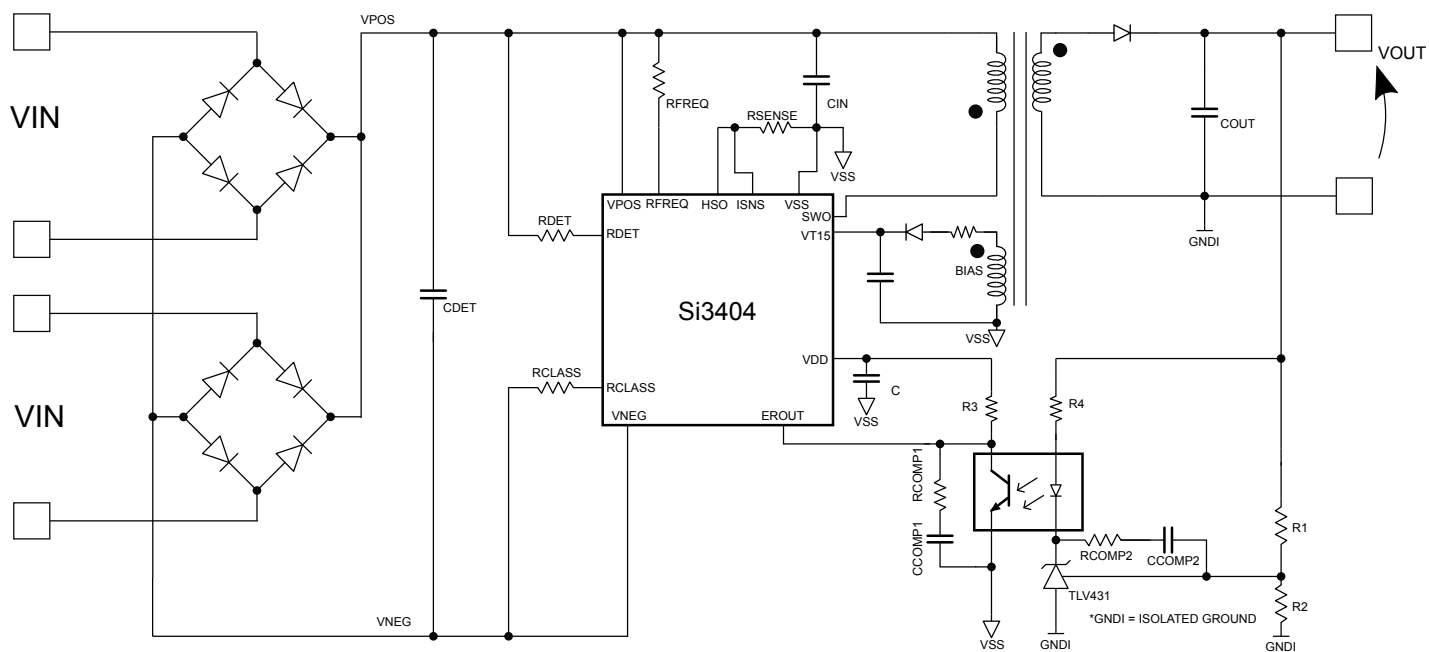 VPOS
VIN
RFREQ
CIN
RSENSE
VSS
VOUT
COUT
GNDI
VPOS
RFREQ
HSO
ISNS
VSS
SWO
RDET
RDET
VT15
BIAS
CDET
Si3404
VSS
VDD
RCLASS
RCLASS
C
VIN
VNEG
EROUT
VSS
R3
R4
RCOMP1
CCOMP1
RCOMP2
CCOMP2
R1
TLV431
R2
*GNDI = ISOLATED GROUND
VNEG
VSS
GNDI
GNDI